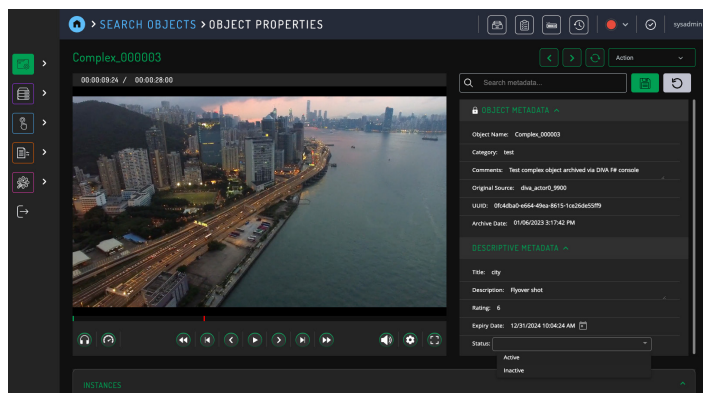 > SEARCH OBJECTS > OBJECT PROPERTIES
sysadmin
Complex_000003
Action
00:00:09:24 / 00:00:28:00
Search metadata...
OBJECT METADATA
Object Name: Complex_000003
Category: test
Comments: Test complex object archived via DIVA F# console
Original Source: diva_actor0_9900
UUID: 0fc4dba0-e664-49ea-8615-1ce26de55ff9
Archive Date: 01/06/2023 3:17:42 PM
DESCRIPTIVE METADATA
Title: city
Description: Flyover shot
Rating: 6
Expiry Date: 12/31/2024 10:04:24 AM
Status:
Active
Inactive
INSTANCES